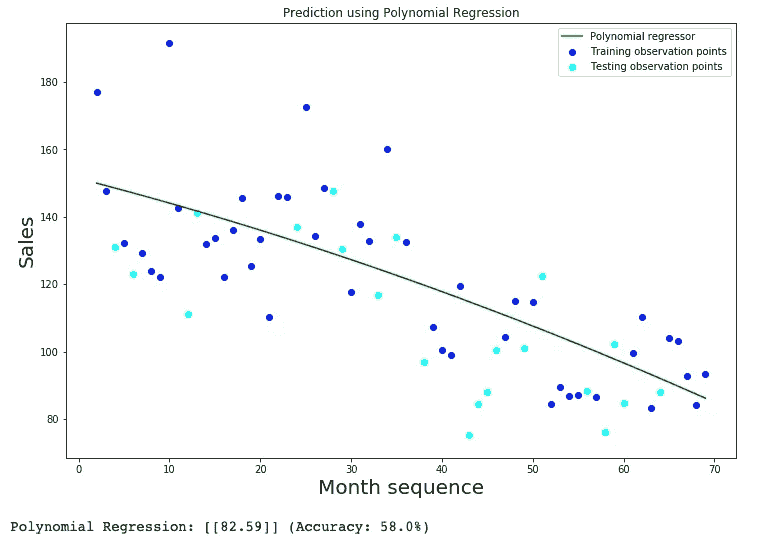 Prediction using Polynomial Regression
Polynomial regressor
Training observation points
Testing observation points
180
160
140
120
100
80
Sales
0 10 20 30 40 50 60 70
Month sequence
Polynomial Regression: [[82.59]] (Accuracy: 58.0%)